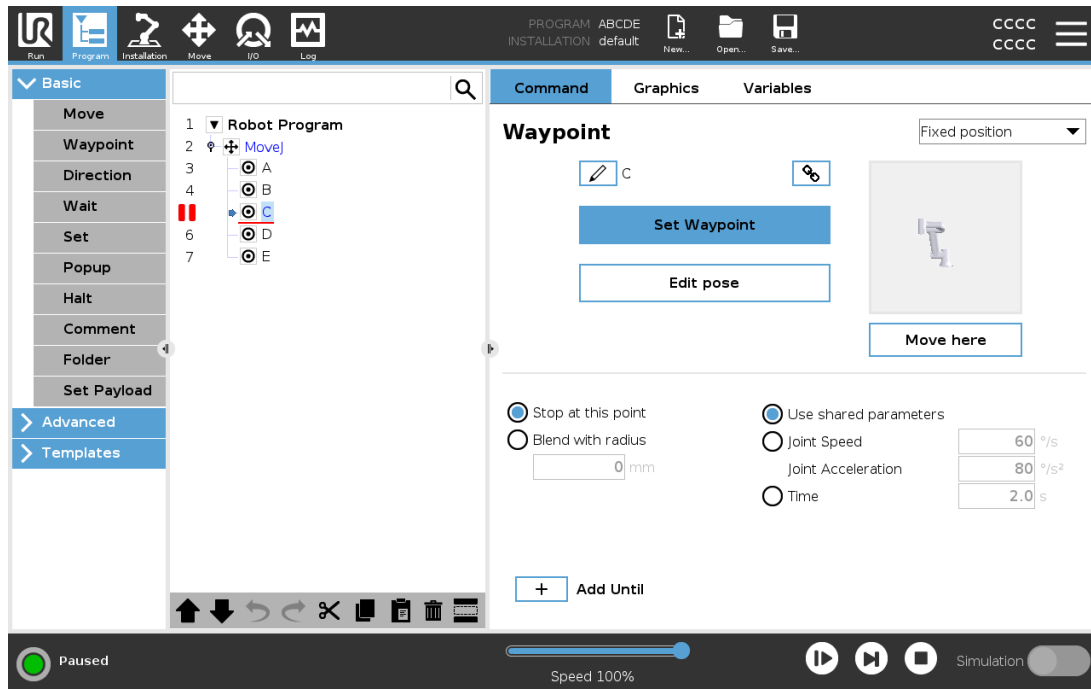 PROGRAM ABCDE
INSTALLATION default
CCCC
CCCC
Run Program Installation Move I/O Log New... Open... Save...
Basic
Move
Waypoint
Direction
Wait
Set
Popup
Halt
Comment
Folder
Set Payload
Advanced
Templates
1 Robot Program
2 MoveJ
3 A
4 B
C
6 D
7 E
Command Graphics Variables
Waypoint
Fixed position
C
Set Waypoint
Edit pose
Move here
Stop at this point
Blend with radius
0 mm
Use shared parameters
Joint Speed 60 °/s
Joint Acceleration 80 °/s²
Time 2.0 s
+ Add Until
Paused
Speed 100%
Simulation